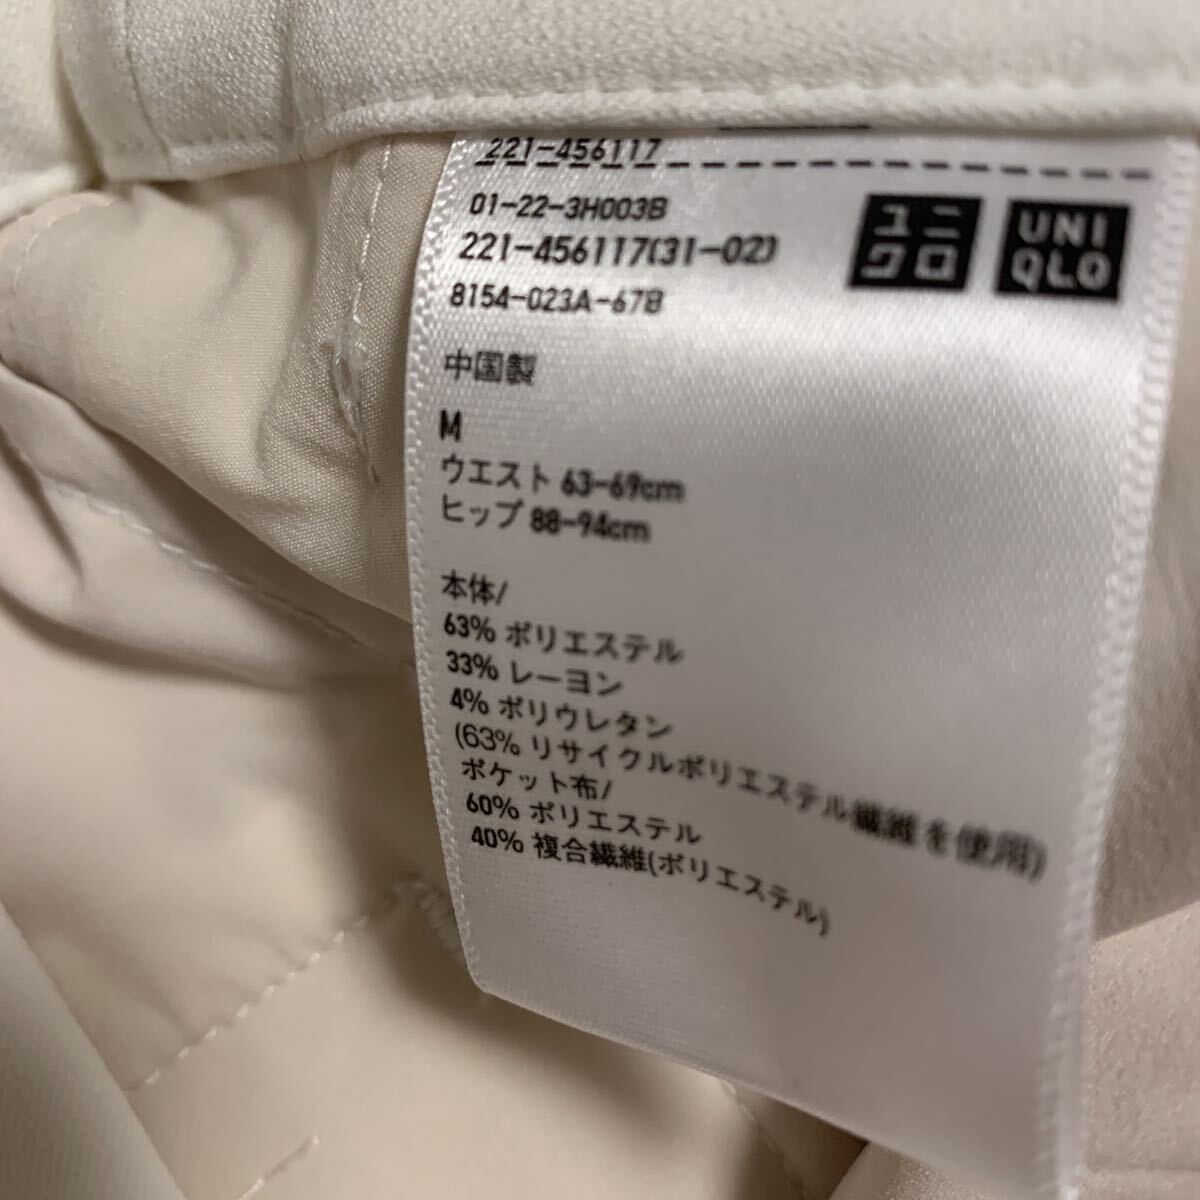 221-456117
01-22-3H003B
221-456117(31-02)
8154-023A-67B
ユニ
クロ
UNI
QLO
中国製
M
ウエスト 63-69cm
ヒップ 88-94cm
本体/
63% ポリエステル
33% レーヨン
4% ポリウレタン
(63% リサイクルポリエステル繊維を使用)
ポケット布/
60% ポリエステル
40% 複合繊維(ポリエステル)